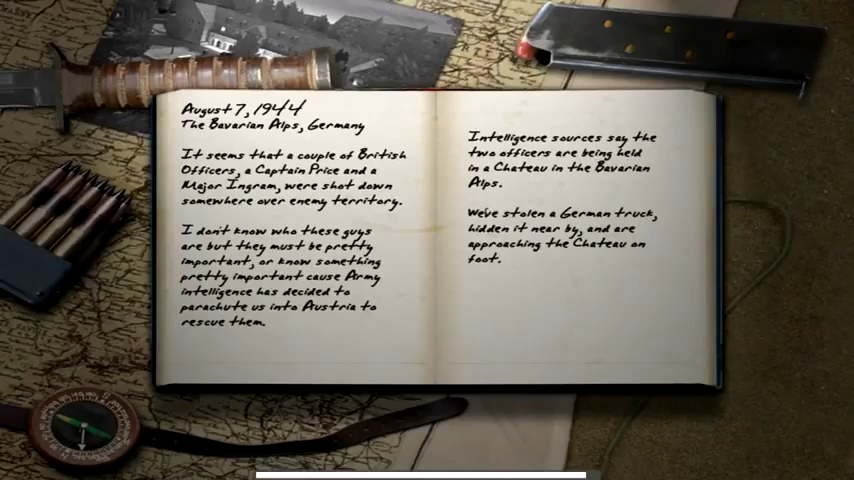 August 7, 1944
The Bavarian Alps, Germany
It seems that a couple of British
Officers, a Captain Price and a
Major Ingram, were shot down
somewhere over enemy territory.
I don't know who these guys
are but they must be pretty
important, or know something
pretty important cause Army
intelligence has decided to
parachute us into Austria to
rescue them.
Intelligence sources say the
two officers are being held
in a Chateau in the Bavarian
Alps.
We've stolen a German truck,
hidden it near by, and are
approaching the Chateau on
foot.